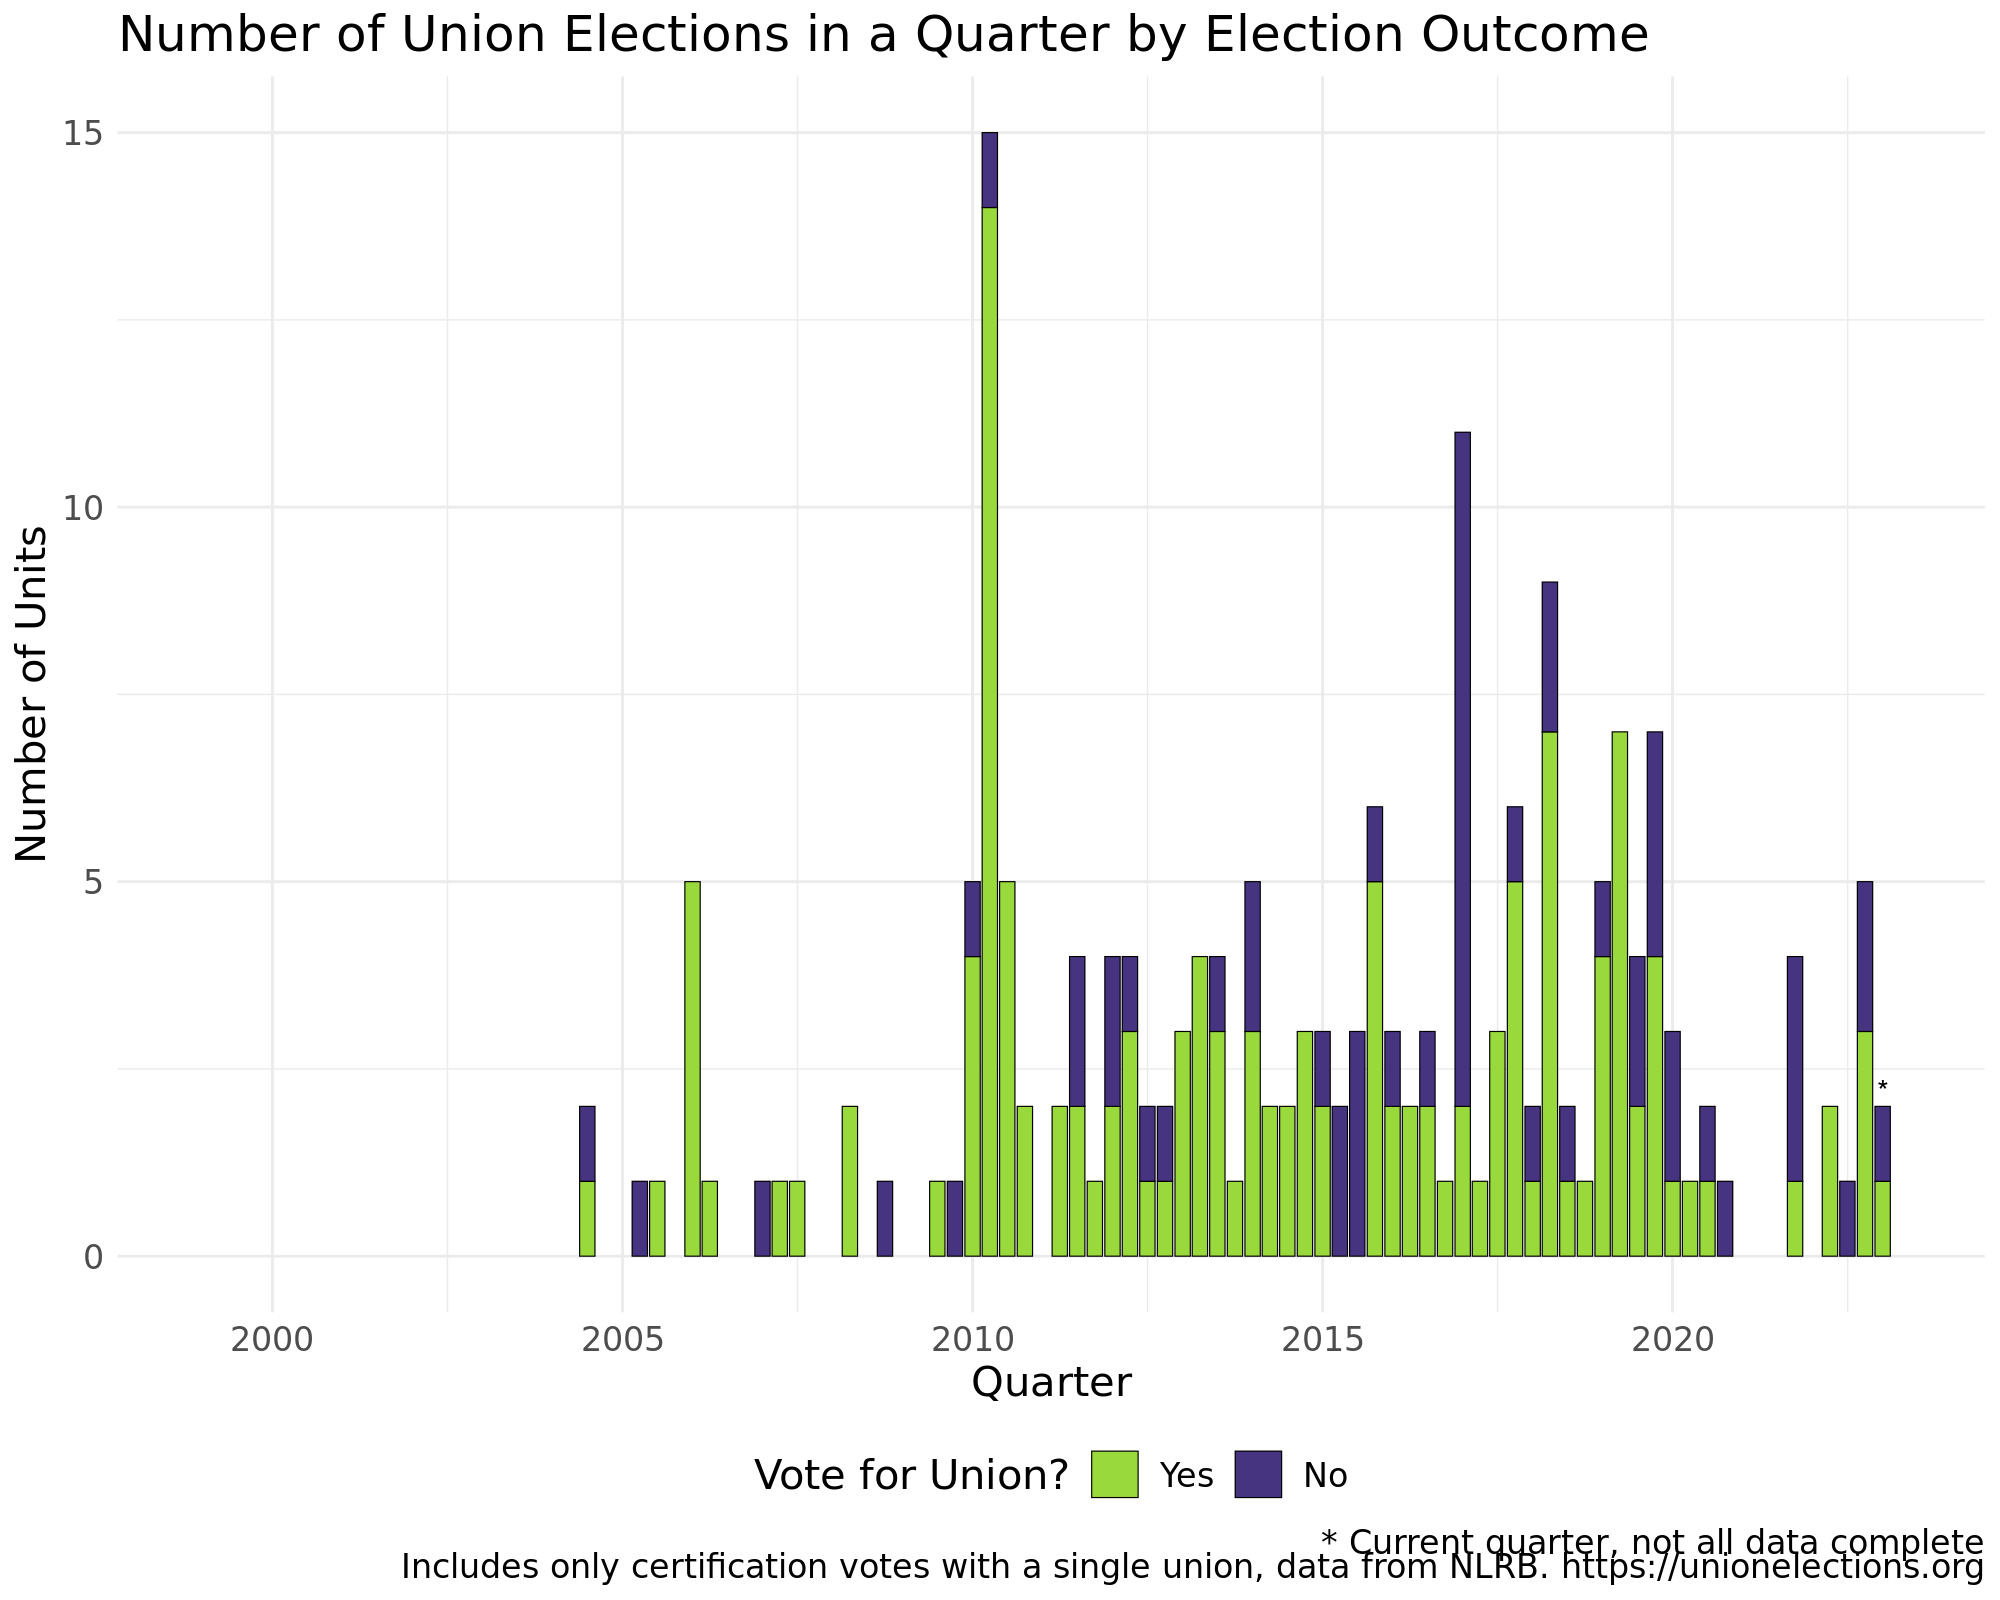 Number of Union Elections in a Quarter by Election Outcome
15
10
5
0
Number of Units
*
2000 2005 2010 2015 2020
Quarter
Vote for Union? Yes No
* Current quarter, not all data complete
Includes only certification votes with a single union, data from NLRB. https://unionelections.org